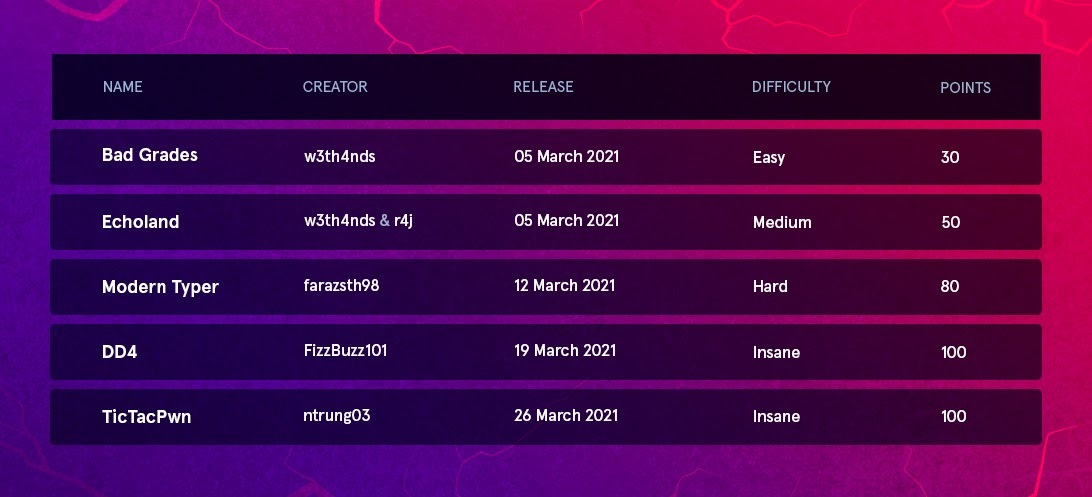 NAME CREATOR RELEASE DIFFICULTY POINTS
Bad Grades w3th4nds 05 March 2021 Easy 30
Echoland w3th4nds & r4j 05 March 2021 Medium 50
Modern Typer farazsth98 12 March 2021 Hard 80
DD4 FizzBuzz101 19 March 2021 Insane 100
TicTacPwn ntrung03 26 March 2021 Insane 100